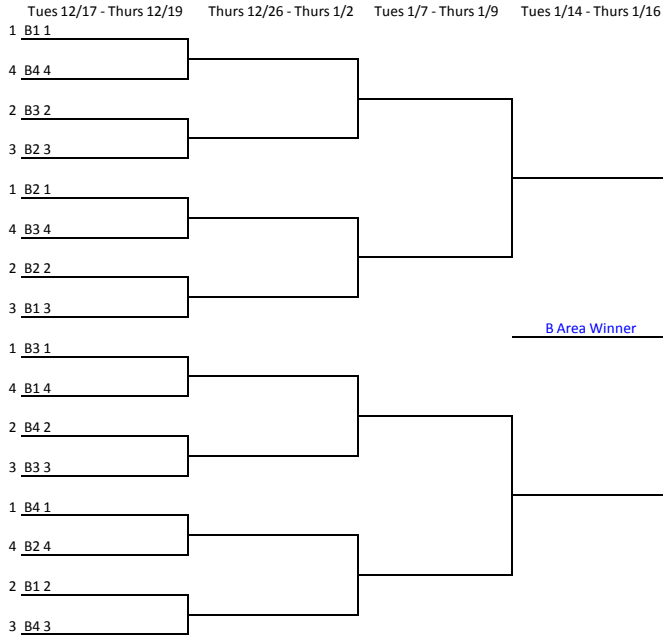 Tues 12/17 - Thurs 12/19 Thurs 12/26 - Thurs 1/2 Tues 1/7 - Thurs 1/9 Tues 1/14 - Thurs 1/16
1 B1 1
4 B4 4
2 B3 2
3 B2 3
1 B2 1
4 B3 4
2 B2 2
3 B1 3
B Area Winner
1 B3 1
4 B1 4
2 B4 2
3 B3 3
1 B4 1
4 B2 4
2 B1 2
3 B4 3